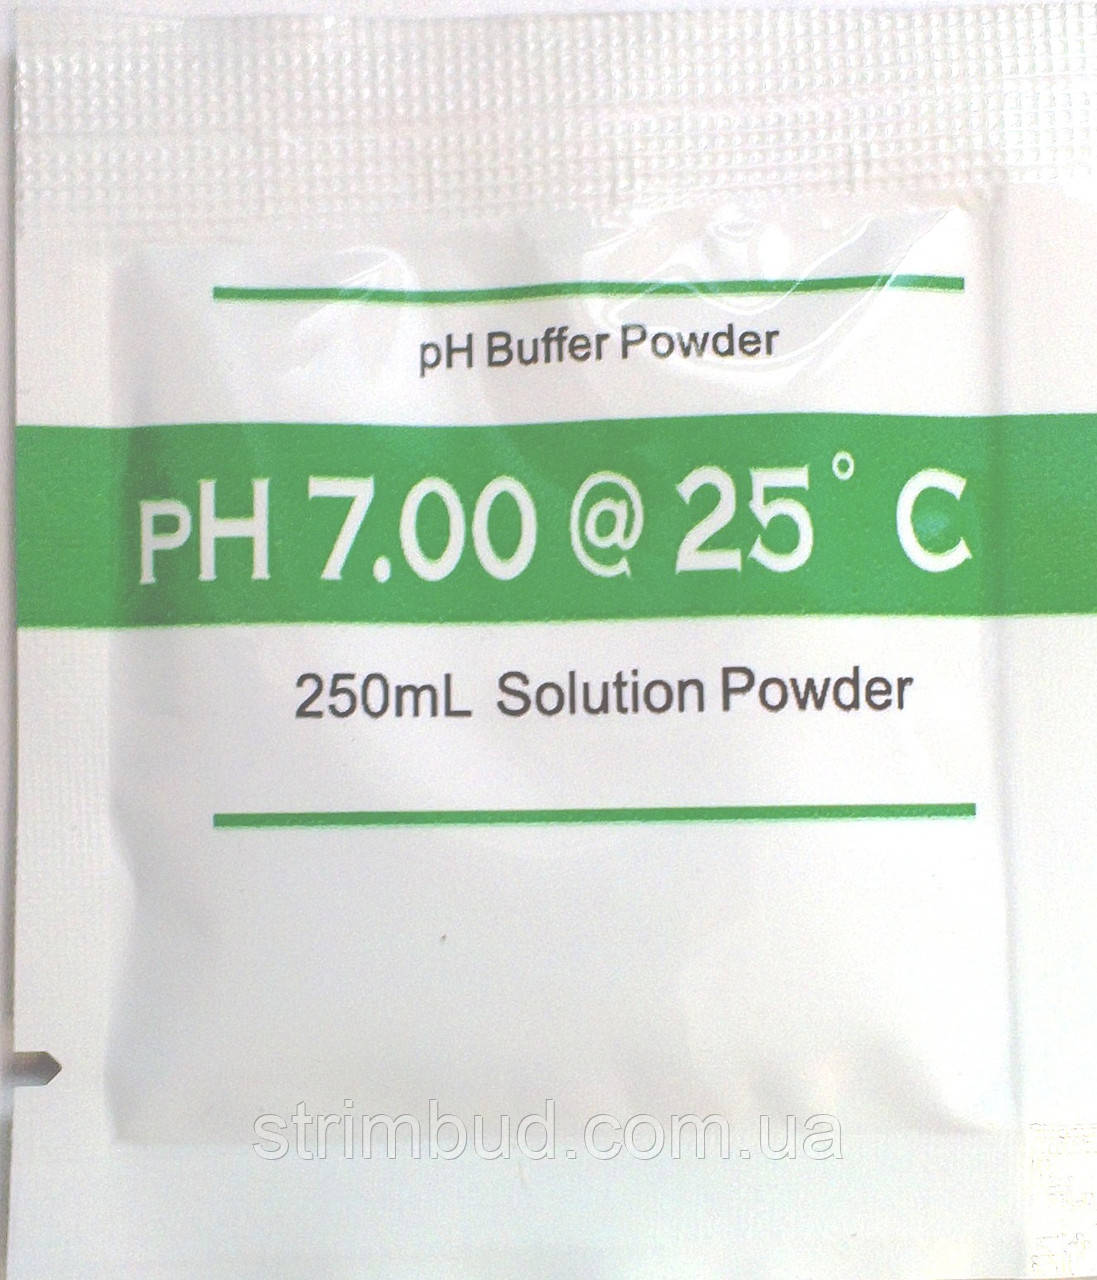 pH Buffer Powder
pH 7.00 @ 25° C
250mL Solution Powder
strimbud.com.ua